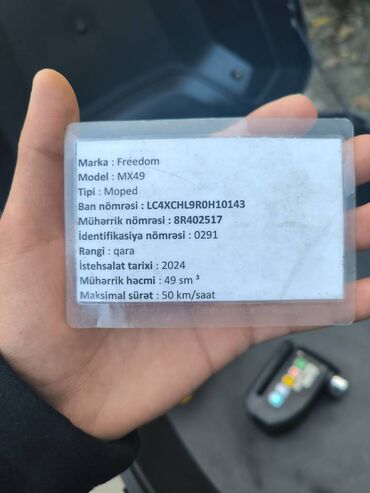 Marka : Freedom
Model : MX49
Tipi : Moped
Ban nömrəsi : LC4XCHL9R0H10143
Mühərrik nömrəsi : 8R402517
İdentifikasiya nömrəsi : 0291
Rəngi : qara
İstehsalat tarixi : 2024
Mühərrik həcmi : 49 sm ³
Maksimal sürət : 50 km/saat